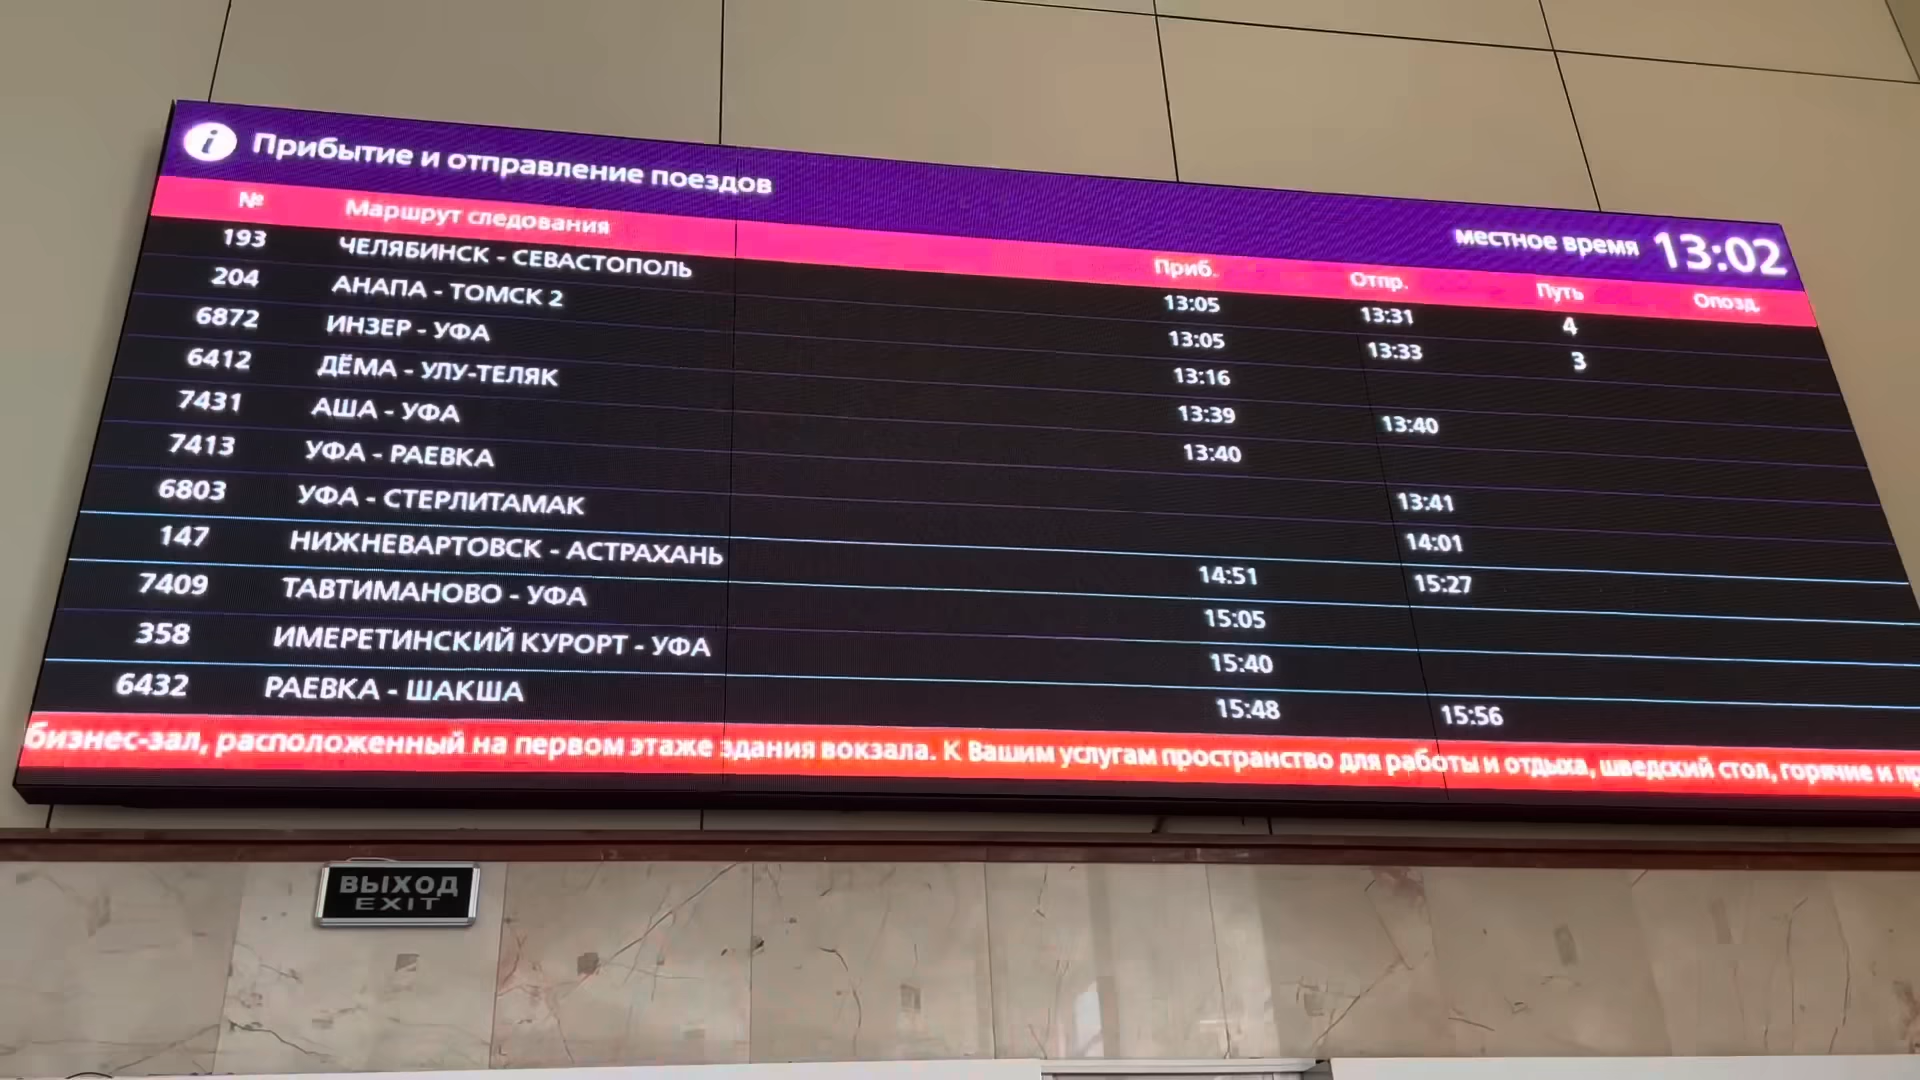 i Прибытие и отправление поездов
местное время 13:02
№ Маршрут следования Приб. Отпр. Путь Опозд.
193 ЧЕЛЯБИНСК - СЕВАСТОПОЛЬ 13:05 13:31 4
204 АНАПА - ТОМСК 2 13:05 13:33 3
6872 ИНЗЕР - УФА 13:16
6412 ДЁМА - УЛУ-ТЕЛЯК 13:39 13:40
7431 АША - УФА 13:40
7413 УФА - РАЕВКА 13:41
6803 УФА - СТЕРЛИТАМАК 14:01
147 НИЖНЕВАРТОВСК - АСТРАХАНЬ 14:51 15:27
7409 ТАВТИМАНОВО - УФА 15:05
358 ИМЕРЕТИНСКИЙ КУРОРТ - УФА 15:40
6432 РАЕВКА - ШАКША 15:48 15:56
бизнес-зал, расположенный на первом этаже здания вокзала. К Вашим услугам пространство для работы и отдыха, шведский стол, горячие и
ВЫХОД
EXIT